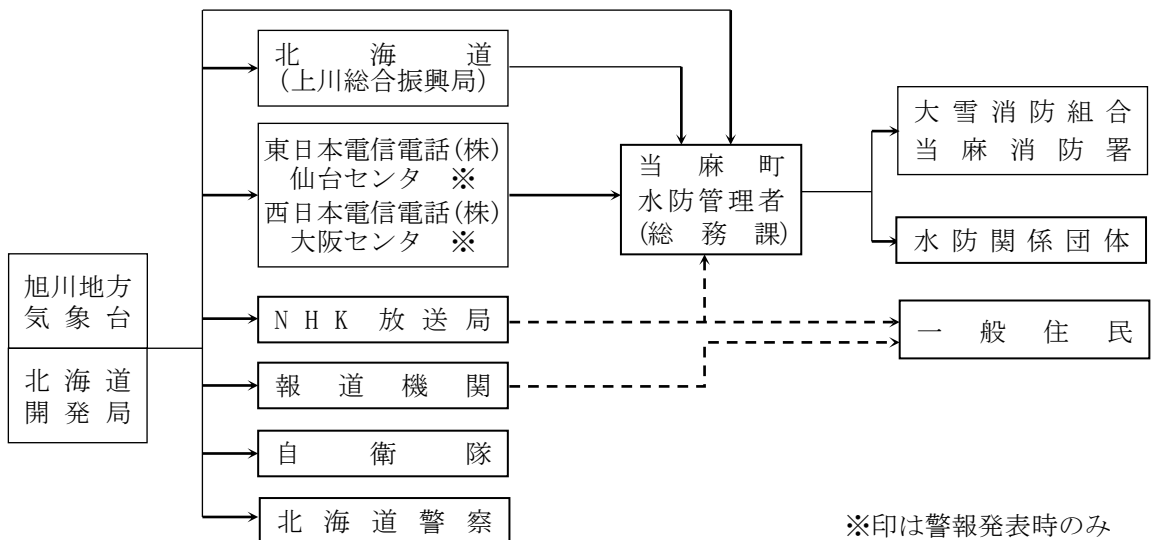 旭川地方
気象台
北海道
開発局
北海道
(上川総合振興局)
東日本電信電話(株)
仙台センタ ※
西日本電信電話(株)
大阪センタ ※
NHK 放送局
報道機関
自衛隊
北海道警察
当麻町
水防管理者
(総務課)
大雪消防組合
当麻消防署
水防関係団体
一般住民
※印は警報発表時のみ